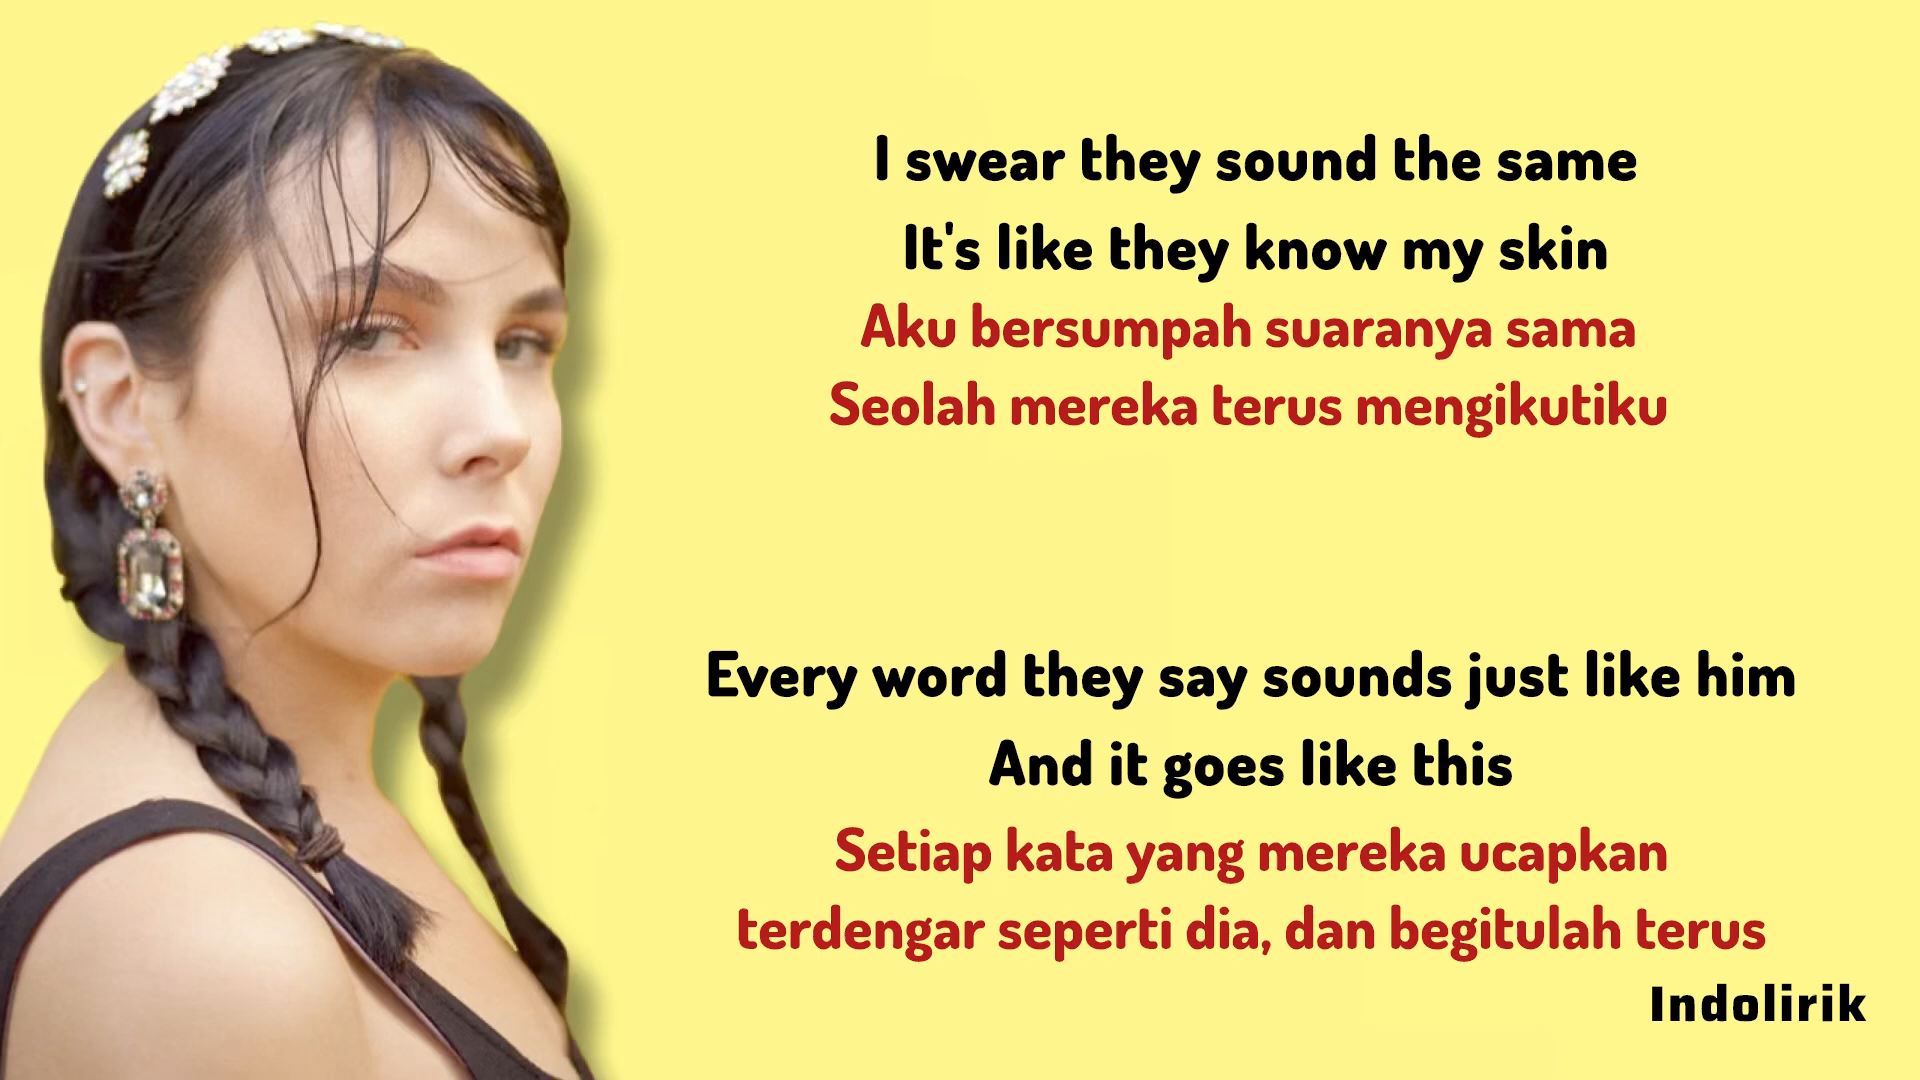 I swear they sound the same
It's like they know my skin
Aku bersumpah suaranya sama
Seolah mereka terus mengikutiku
Every word they say sounds just like him
And it goes like this
Setiap kata yang mereka ucapkan
terdengar seperti dia, dan begitulah terus
Indolirik